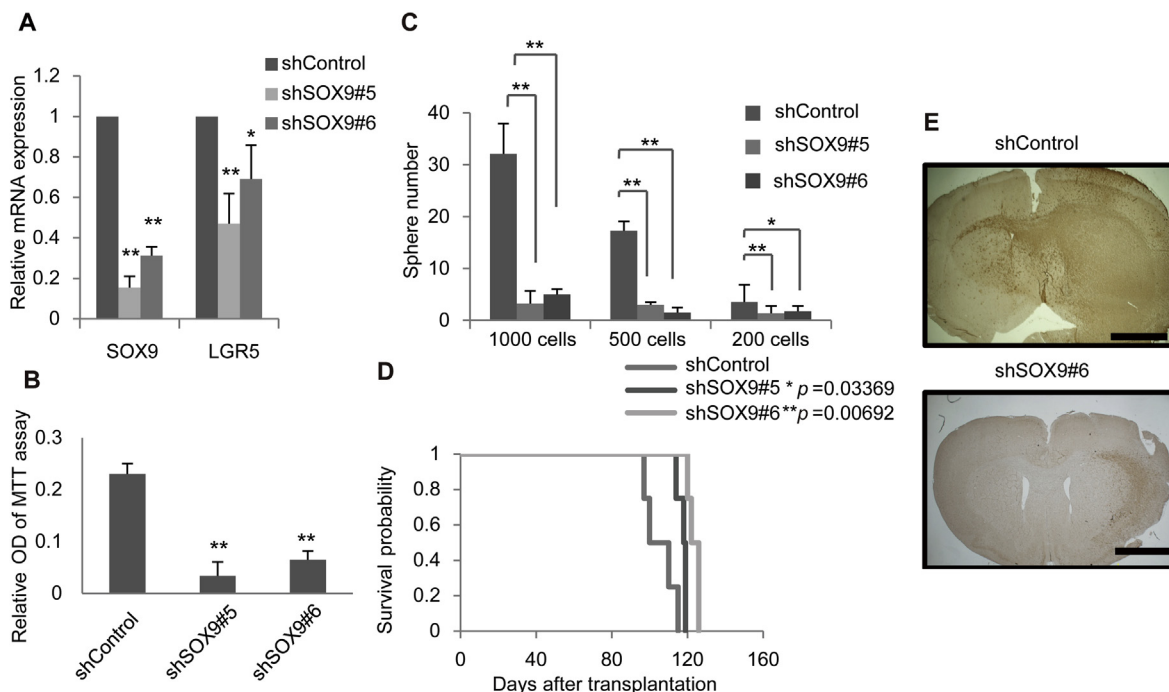 A
shControl
shSOX9#5
shSOX9#6
Relative mRNA expression
1.2
1
0.8
0.6
0.4
0.2
0
**
**
**
*
SOX9
LGR5
B
Relative OD of MTT assay
0.3
0.2
0.1
0
**
**
shControl
shSOX9#5
shSOX9#6
C
shControl
shSOX9#5
shSOX9#6
Sphere number
40
30
20
10
0
**
**
**
**
*
**
1000 cells
500 cells
200 cells
D
shControl
shSOX9#5 * p=0.03369
shSOX9#6 **p=0.00692
Survival probability
1
0.8
0.6
0.4
0.2
0
0
40
80
120
160
Days after transplantation
E
shControl
shSOX9#6